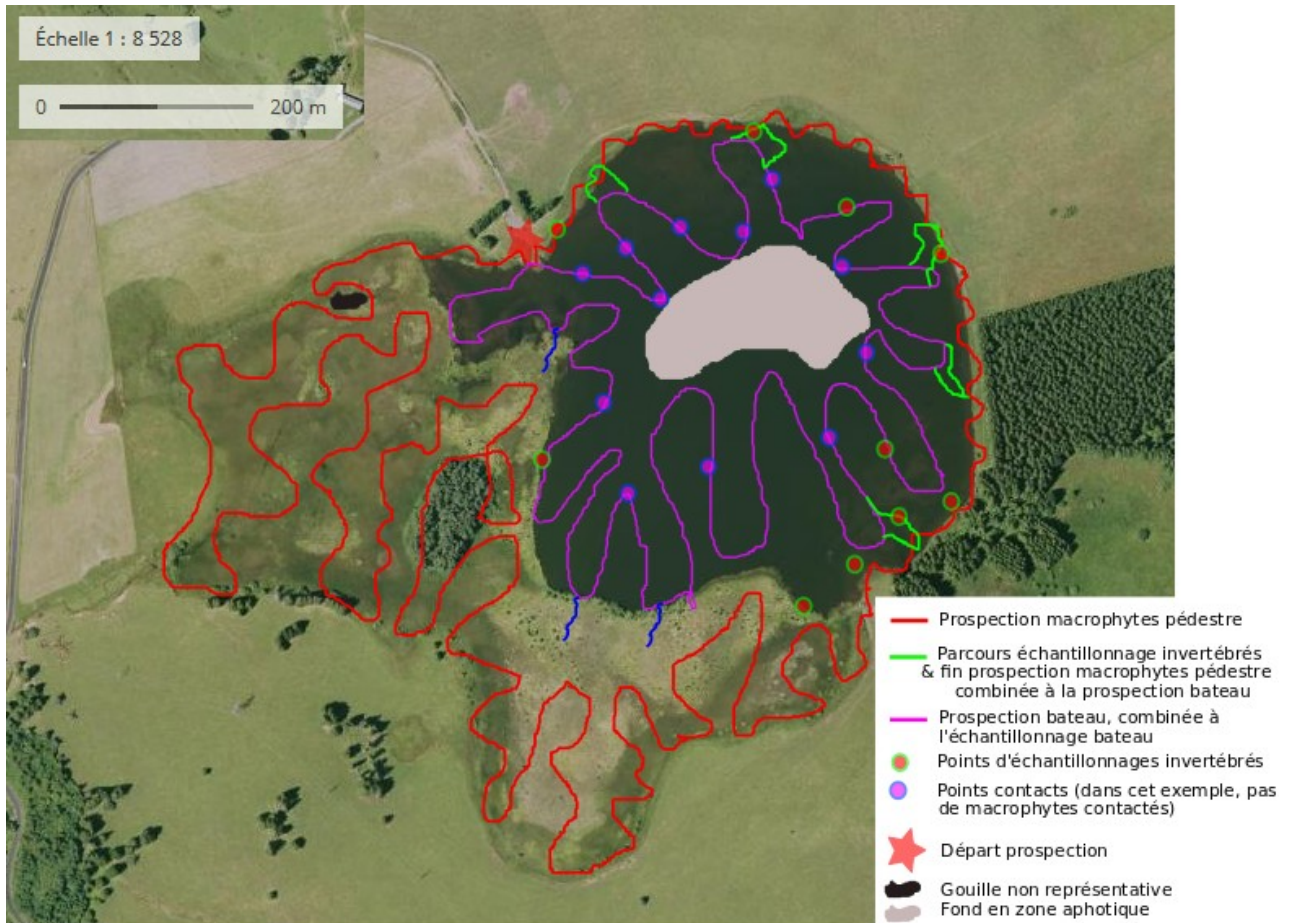 Échelle 1 : 8 528
0 200 m
Prospection macrophytes pédestre
Parcours échantillonnage invertébrés
& fin prospection macrophytes pédestre
combinée à la prospection bateau
Prospection bateau, combinée à
l'échantillonnage bateau
Points d'échantillonnages invertébrés
Points contacts (dans cet exemple, pas
de macrophytes contactés)
Départ prospection
Gouille non représentative
Fond en zone aphotique